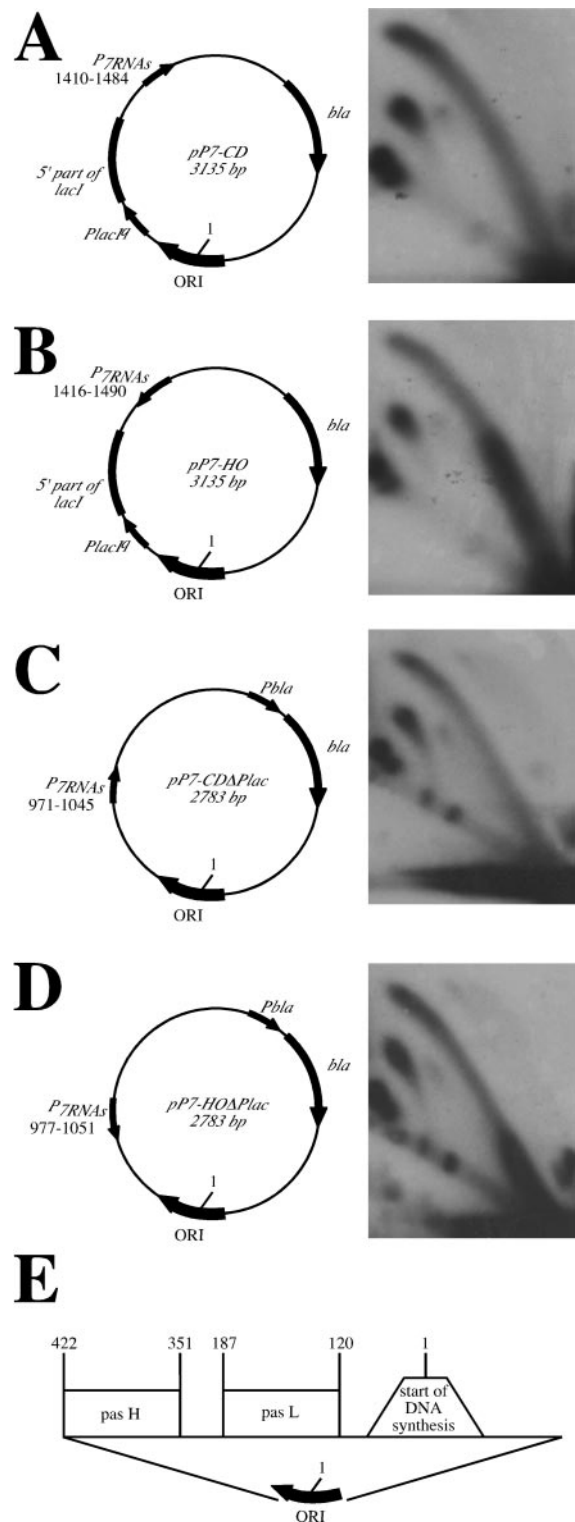 A
P7RNAs
1410-1484
bla
pP7-CD
3135 bp
5' part of
lacI
PlacIq
1
ORI
B
P7RNAs
1416-1490
bla
pP7-HO
3135 bp
5' part of
lacI
PlacIq
1
ORI
C
Pbla
bla
P7RNAs
971-1045
pP7-CDΔPlac
2783 bp
1
ORI
D
Pbla
bla
P7RNAs
977-1051
pP7-HOΔPlac
2783 bp
1
ORI
E
422 351 187 120 1
pas H pas L start of
DNA
synthesis
1
ORI